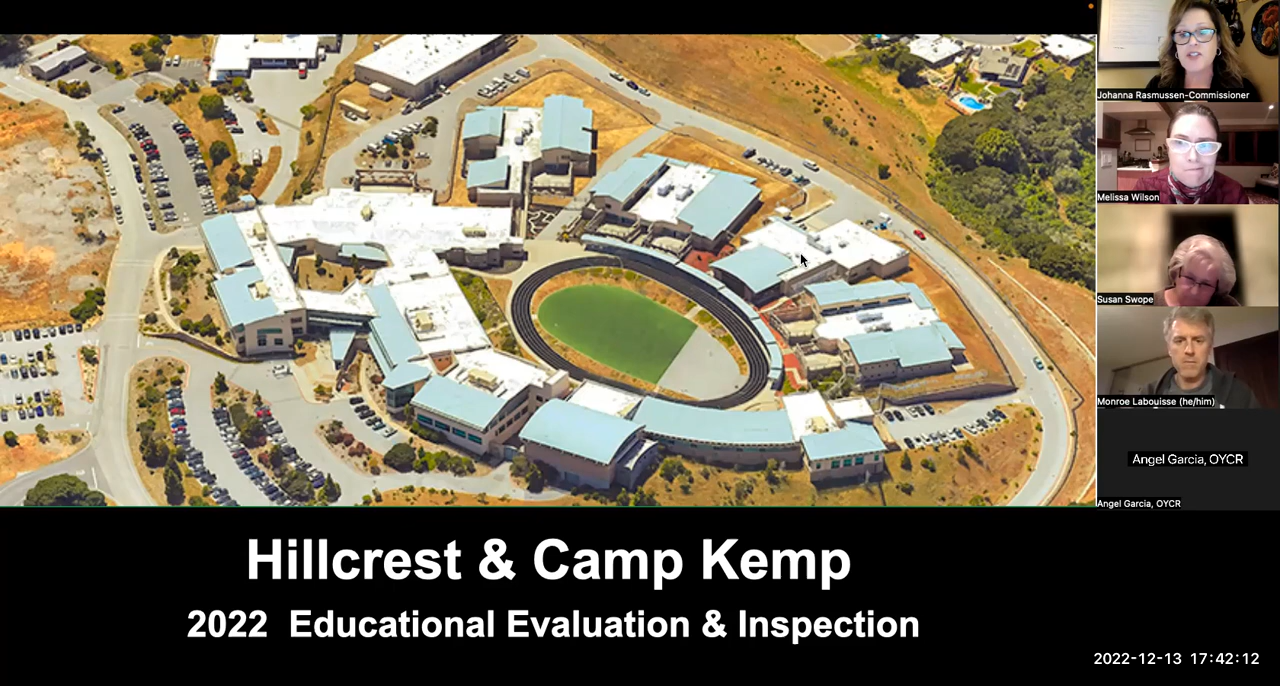 Johanna Rasmussen-Commissioner
Melissa Wilson
Susan Swope
Monroe Labouisse (he/him)
Angel Garcia, OYCR
Angel Garcia, OYCR
Hillcrest & Camp Kemp
2022 Educational Evaluation & Inspection
2022-12-13 17:42:12